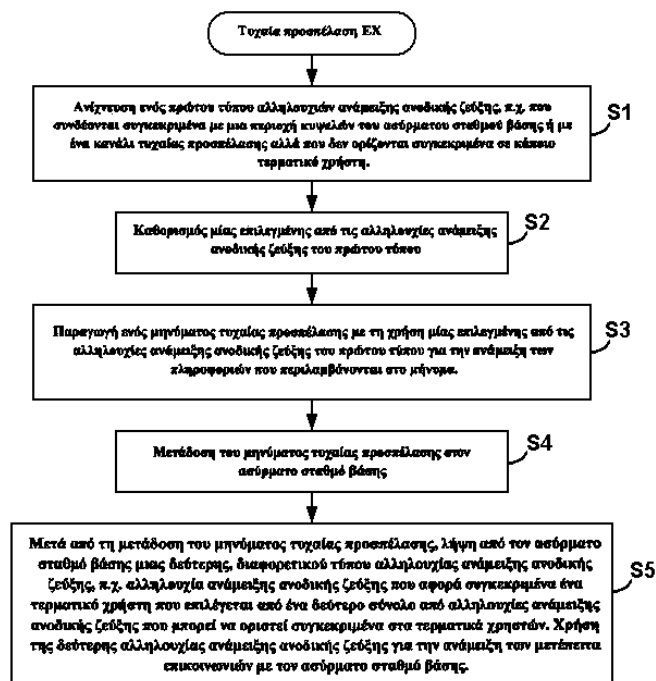 Τυχαία προσπέλαση ΕΧ
Ανίχνευση ενός πρώτου τύπου αλληλουχιών ανάμειξης ανοδικής ζεύξης, π.χ. που
συνδέονται συγκεκριμένα με μια περιοχή κυψελών του ασύρματου σταθμού βάσης ή με
ένα κανάλι τυχαίας προσπέλασης αλλά που δεν ορίζονται συγκεκριμένα σε κάποιο
τερματικό χρήστη.
S1
Καθορισμός μίας επιλεγμένης από τις αλληλουχίες ανάμειξης
ανοδικής ζεύξης του πρώτου τύπου
S2
Παραγωγή ενός μηνύματος τυχαίας προσπέλασης με τη χρήση μίας επιλεγμένης από τις
αλληλουχίες ανάμειξης ανοδικής ζεύξης του πρώτου τύπου για την ανάμειξη των
πληροφοριών που περιλαμβάνονται στο μήνυμα.
S3
Μετάδοση του μηνύματος τυχαίας προσπέλασης στον
ασύρματο σταθμό βάσης
S4
Μετά από τη μετάδοση του μηνύματος τυχαίας προσπέλασης, λήψη από τον ασύρματο
σταθμό βάσης μιας δεύτερης, διαφορετικού τύπου αλληλουχίας ανάμειξης ανοδικής
ζεύξης, π.χ. αλληλουχία ανάμειξης ανοδικής ζεύξης που αφορά συγκεκριμένα ένα
τερματικό χρήστη που επιλέγεται από ένα δεύτερο σύνολο από αλληλουχίες ανάμειξης
ανοδικής ζεύξης που μπορεί να οριστεί συγκεκριμένα στα τερματικά χρηστών. Χρήση
της δεύτερης αλληλουχίας ανάμειξης ανοδικής ζεύξης για την ανάμειξη των μετέπειτα
επικοινωνιών με τον ασύρματο σταθμό βάσης.
S5